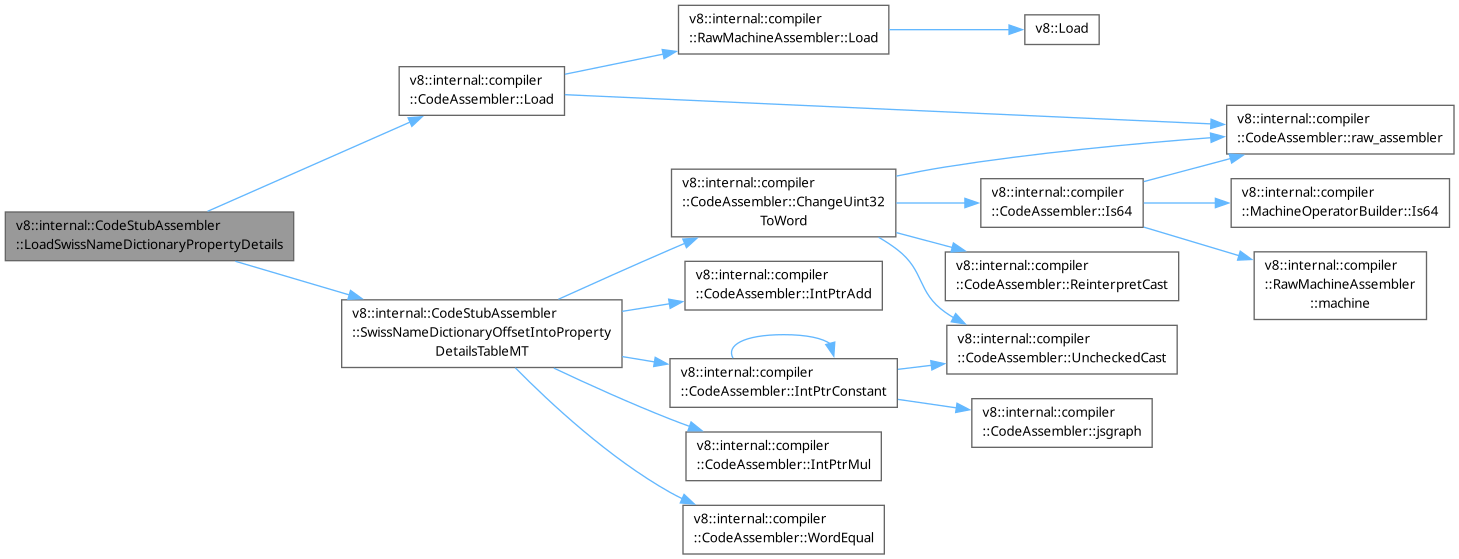 v8::internal::CodeStubAssembler
::LoadSwissNameDictionaryPropertyDetails
v8::internal::compiler
::CodeAssembler::Load
v8::internal::compiler
::RawMachineAssembler::Load
v8::Load
v8::internal::compiler
::CodeAssembler::raw_assembler
v8::internal::CodeStubAssembler
::SwissNameDictionaryOffsetIntoProperty
DetailsTableMT
v8::internal::compiler
::CodeAssembler::ChangeUint32
ToWord
v8::internal::compiler
::CodeAssembler::Is64
v8::internal::compiler
::MachineOperatorBuilder::Is64
v8::internal::compiler
::RawMachineAssembler
::machine
v8::internal::compiler
::CodeAssembler::ReinterpretCast
v8::internal::compiler
::CodeAssembler::UncheckedCast
v8::internal::compiler
::CodeAssembler::IntPtrAdd
v8::internal::compiler
::CodeAssembler::IntPtrConstant
v8::internal::compiler
::CodeAssembler::jsgraph
v8::internal::compiler
::CodeAssembler::IntPtrMul
v8::internal::compiler
::CodeAssembler::WordEqual